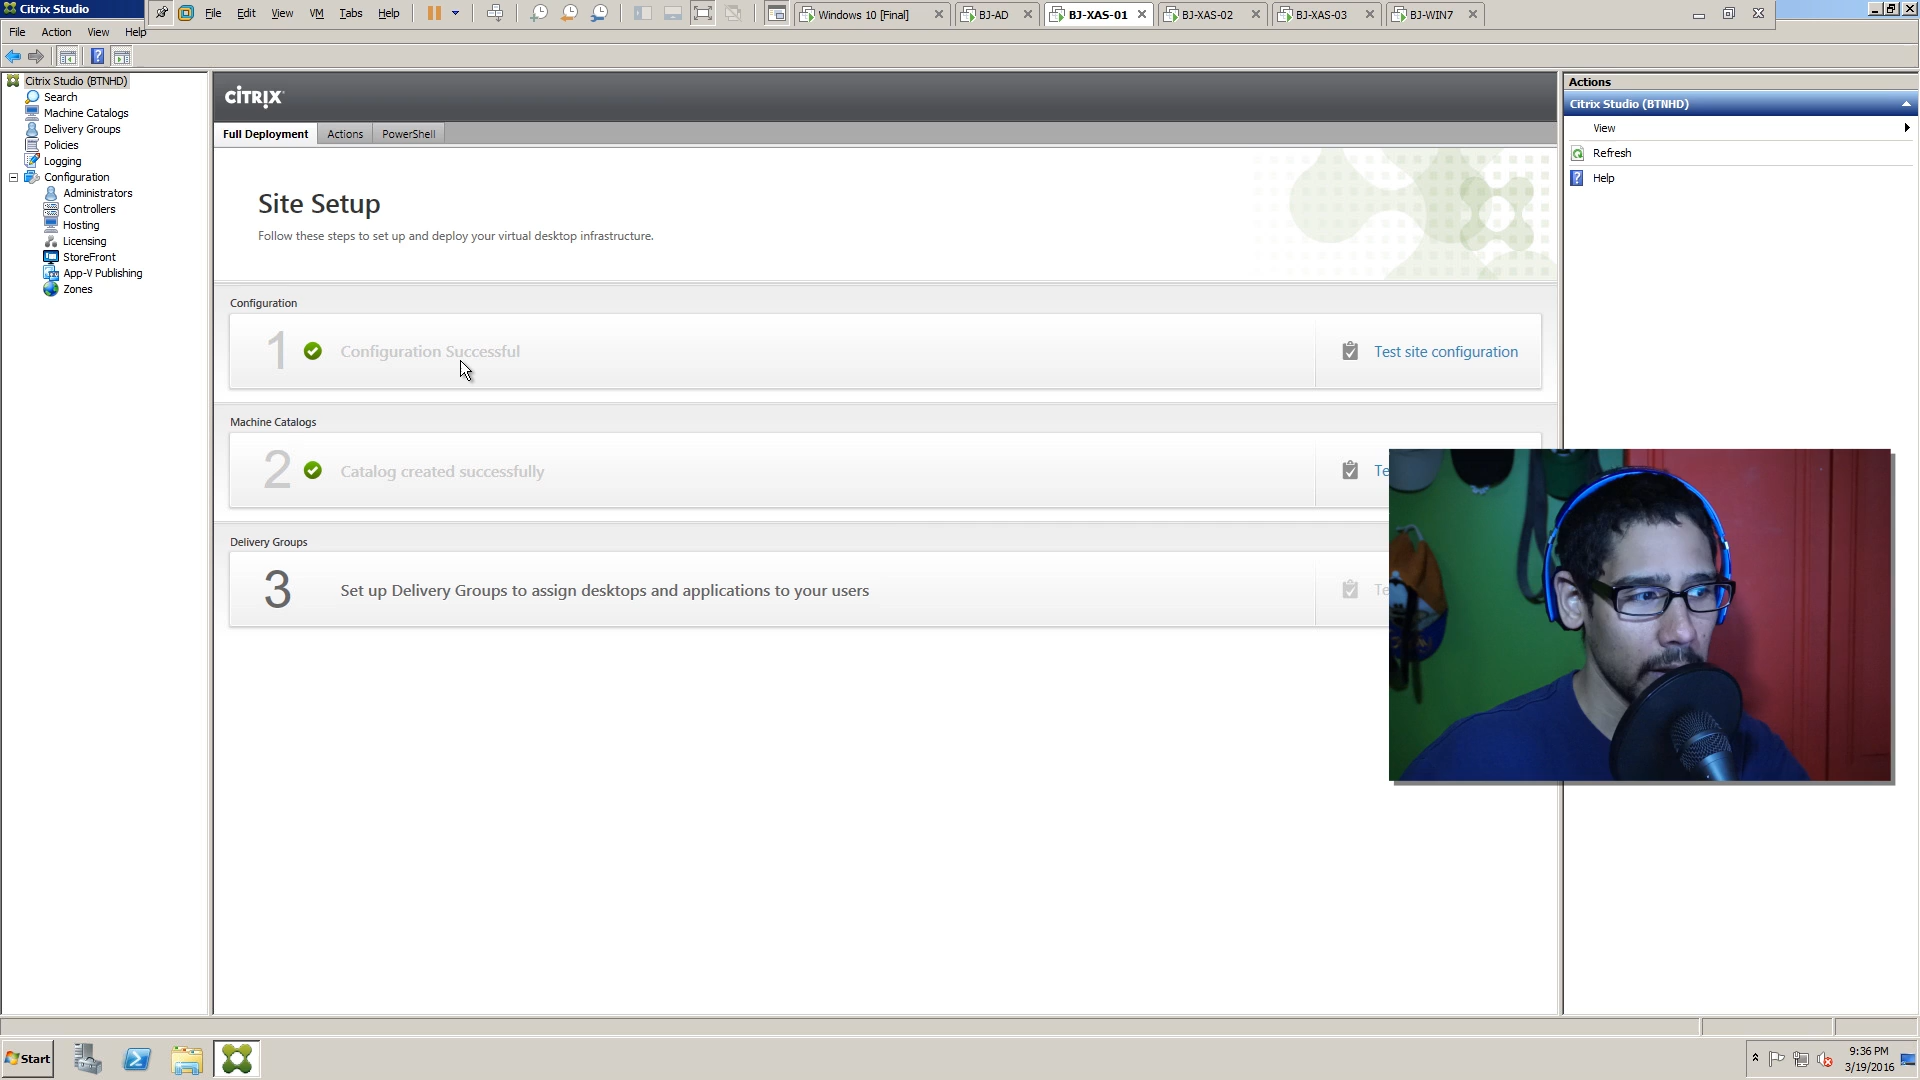 Citrix Studio
File Edit View VM Tabs Help
Windows 10 [Final]
BJ-AD
BJ-XAS-01
BJ-XAS-02
BJ-XAS-03
BJ-WIN7
File Action View Help
Citrix Studio (BTNHD)
Search
Machine Catalogs
Delivery Groups
Policies
Logging
Configuration
Administrators
Controllers
Hosting
Licensing
StoreFront
App-V Publishing
Zones
CITRIX
Full Deployment Actions PowerShell
Site Setup
Follow these steps to set up and deploy your virtual desktop infrastructure.
Configuration
1 Configuration Successful Test site configuration
Machine Catalogs
2 Catalog created successfully Te
Delivery Groups
3 Set up Delivery Groups to assign desktops and applications to your users Te
Actions
Citrix Studio (BTNHD)
View
Refresh
Help
Start
9:36 PM
3/19/2016